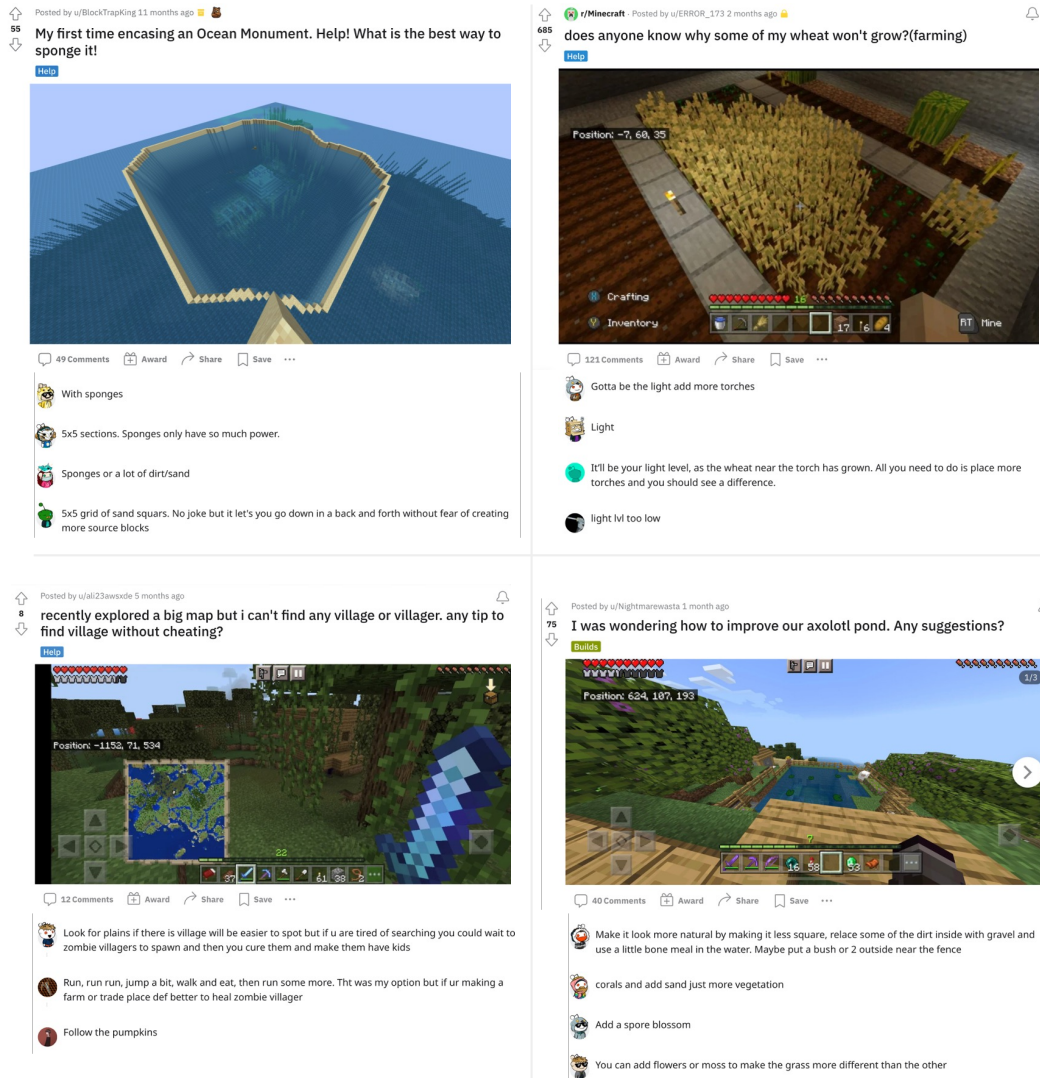 Posted by u/BlockTrapKing 11 months ago
55
My first time encasing an Ocean Monument. Help! What is the best way to
sponge it!
Help
49 Comments Award Share Save ...
With sponges
5x5 sections. Sponges only have so much power.
Sponges or a lot of dirt/sand
5x5 grid of sand squars. No joke but it let's you go down in a back and forth without fear of creating
more source blocks
r/Minecraft · Posted by u/ERROR_173 2 months ago
685
does anyone know why some of my wheat won't grow?(farming)
Help
Position: -7, 60, 35
X Crafting
Y Inventory
16
17 6 4
RT Mine
121 Comments Award Share Save ...
Gotta be the light add more torches
Light
It'll be your light level, as the wheat near the torch has grown. All you need to do is place more
torches and you should see a difference.
light lvl too low
Posted by u/ali23awsxde 5 months ago
8
recently explored a big map but i can't find any village or villager. any tip to
find village without cheating?
Help
Position: -1152, 71, 534
22
37 61 38 2
12 Comments Award Share Save ...
Look for plains if there is village will be easier to spot but if u are tired of searching you could wait to
zombie villagers to spawn and then you cure them and make them have kids
Run, run run, jump a bit, walk and eat, then run some more. Tht was my option but if ur making a
farm or trade place def better to heal zombie villager
Follow the pumpkins
Posted by u/Nightmarewasta 1 month ago
75
I was wondering how to improve our axolotl pond. Any suggestions?
Builds
1/3
Position: 624, 107, 193
16 58 53
40 Comments Award Share Save ...
Make it look more natural by making it less square, relace some of the dirt inside with gravel and
use a little bone meal in the water. Maybe put a bush or 2 outside near the fence
corals and add sand just more vegetation
Add a spore blossom
You can add flowers or moss to make the grass more different than the other